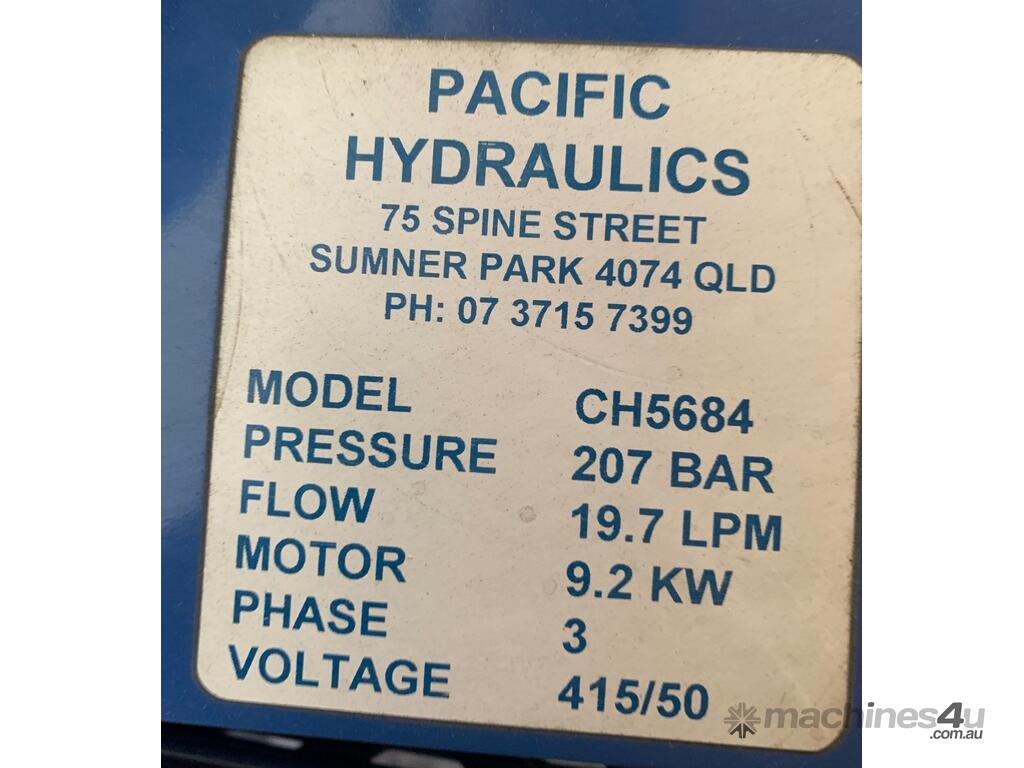 PACIFIC
HYDRAULICS
75 SPINE STREET
SUMNER PARK 4074 QLD
PH: 07 3715 7399
MODEL CH5684
PRESSURE 207 BAR
FLOW 19.7 LPM
MOTOR 9.2 KW
PHASE 3
VOLTAGE 415/50
machines4u
.com.au